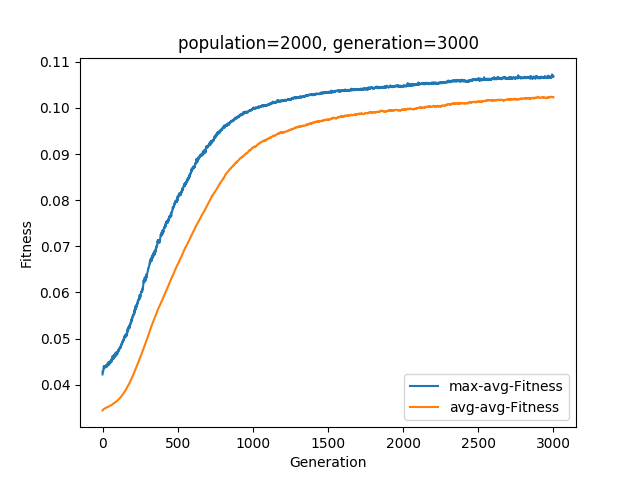 population=2000, generation=3000
0.11
0.10
0.09
0.08
0.07
0.06
0.05
0.04
Fitness
max-avg-Fitness
avg-avg-Fitness
0 500 1000 1500 2000 2500 3000
Generation